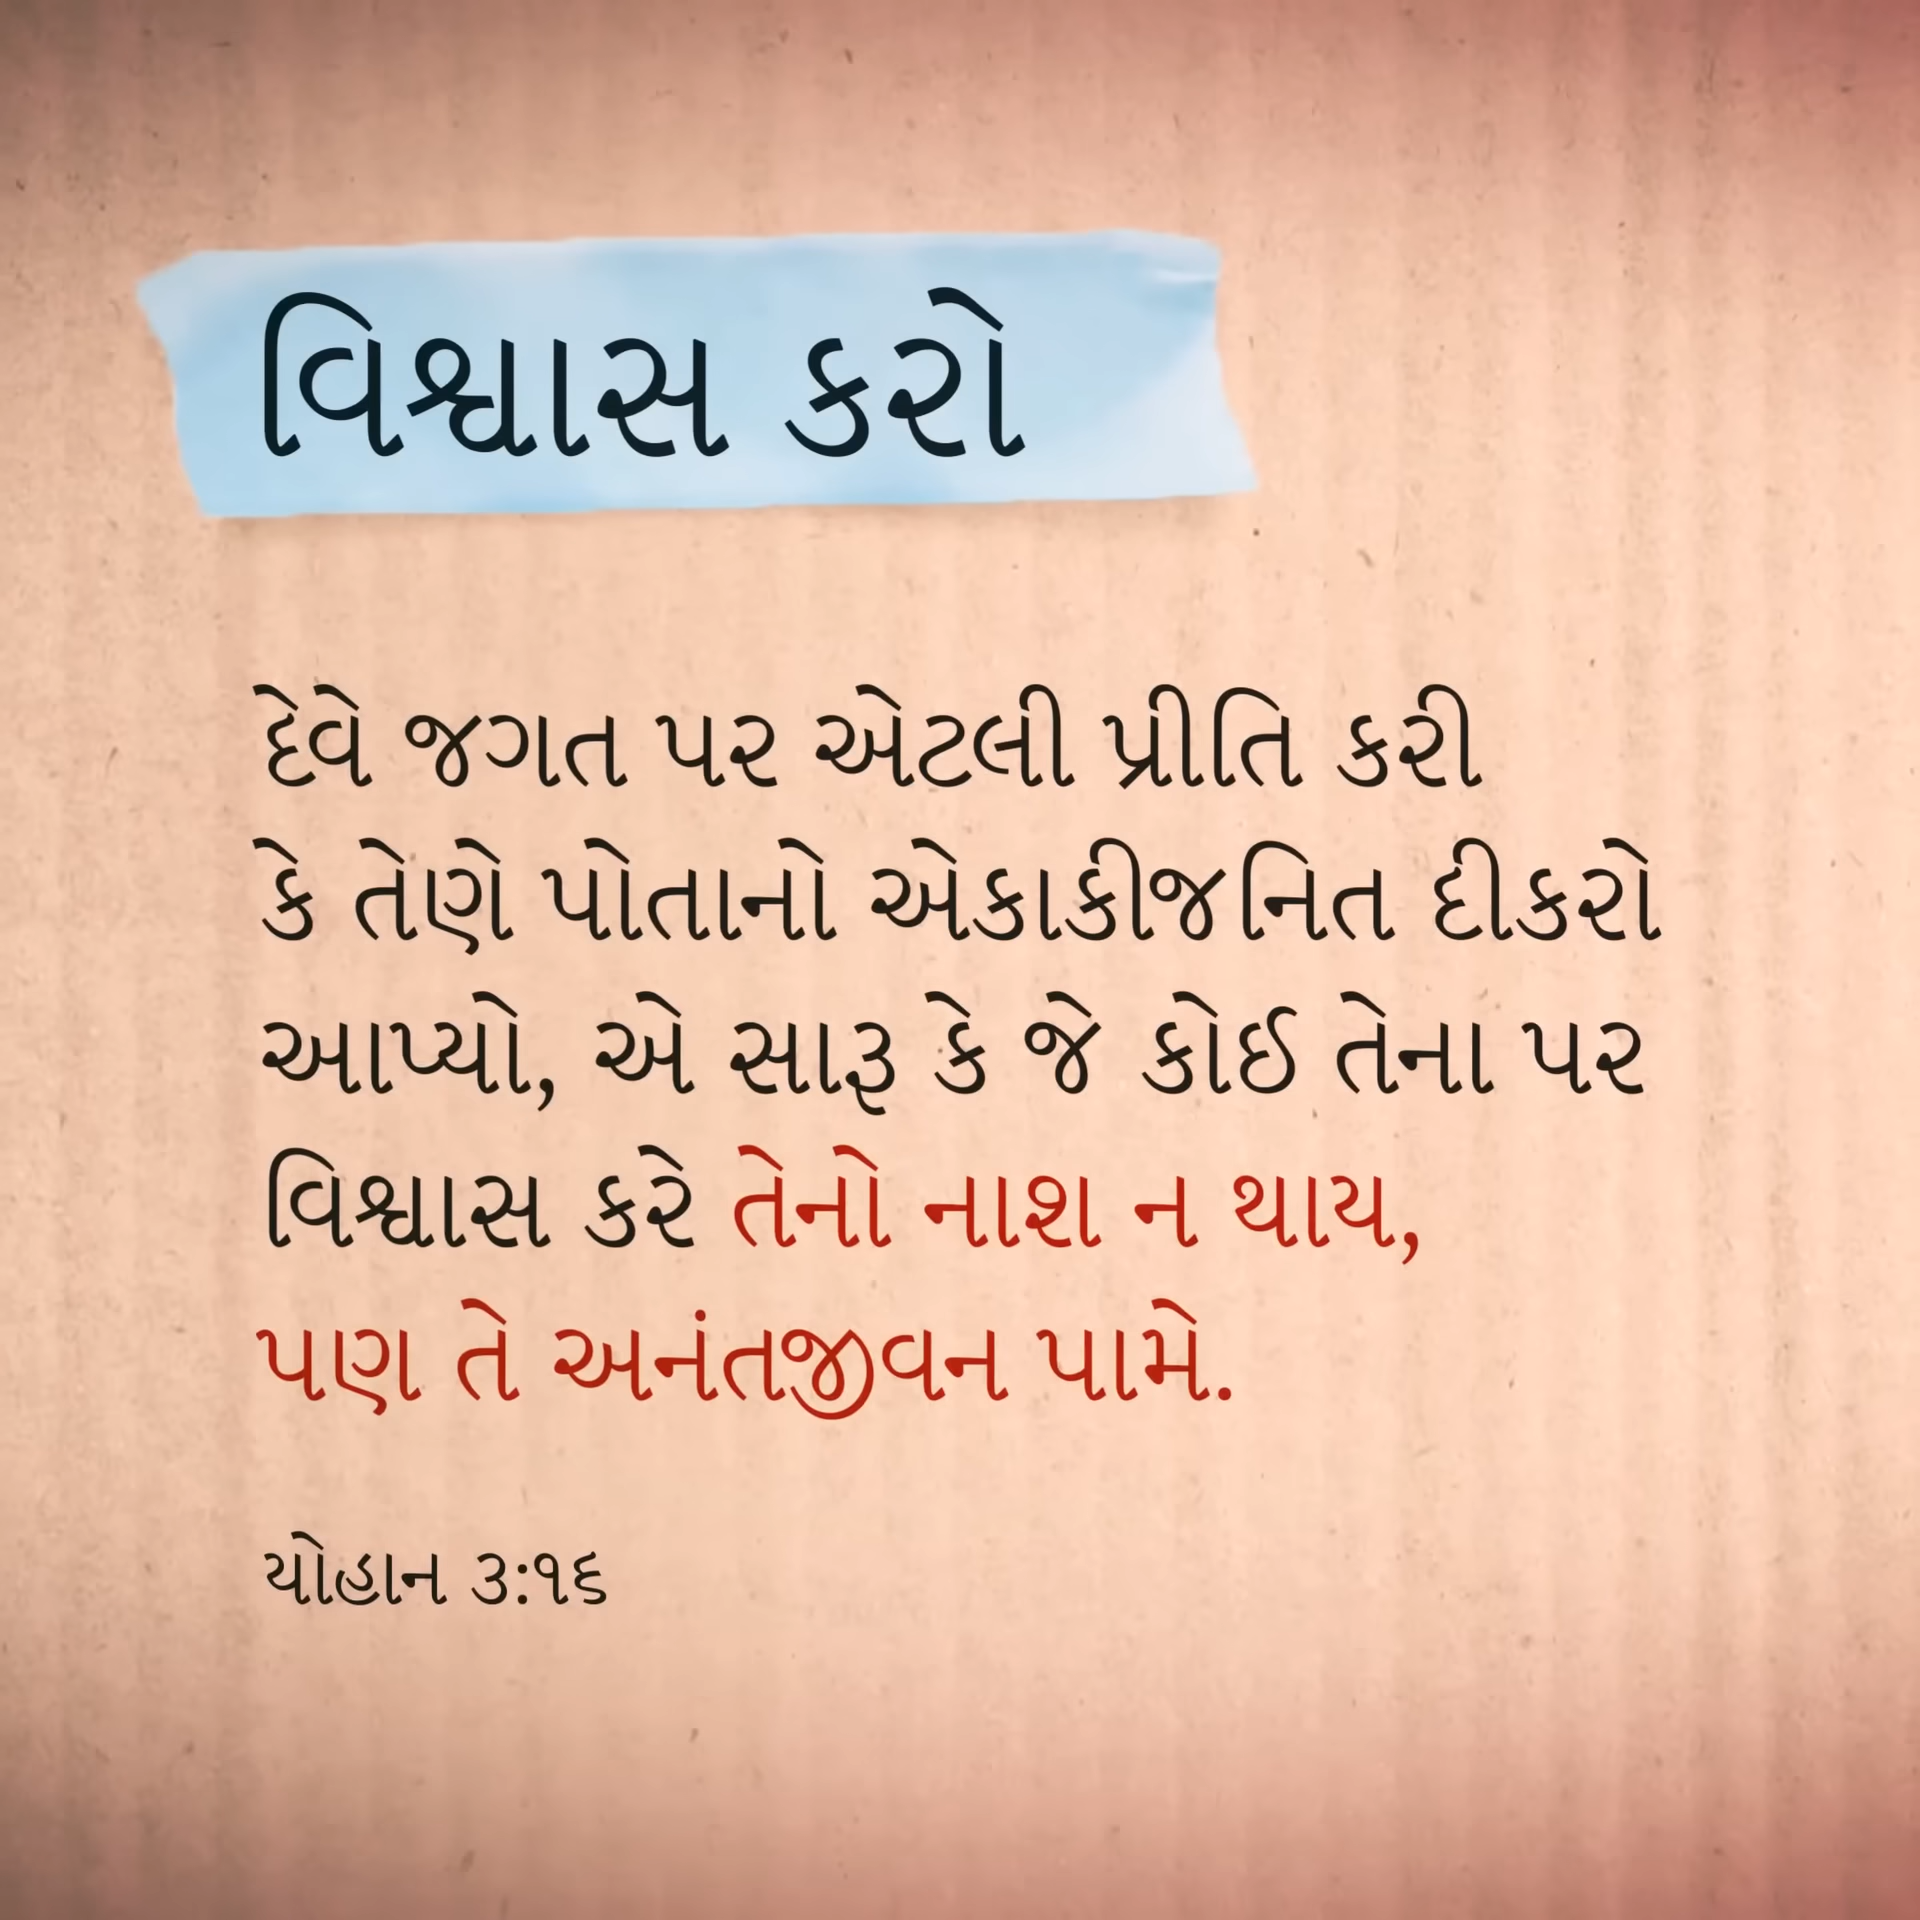 વિશ્વાસ કરો
દેવે જગત પર એટલી પ્રીતિ કરી
કે તેણે પોતાનો એકાકીજનિત દીકરો
આપ્યો, એ સારૂ કે જે કોઈ તેના પર
વિશ્વાસ કરે તેનો નાશ ન થાય,
પણ તે અનંતજીવન પામે.
યોહાન ૩:૧૬